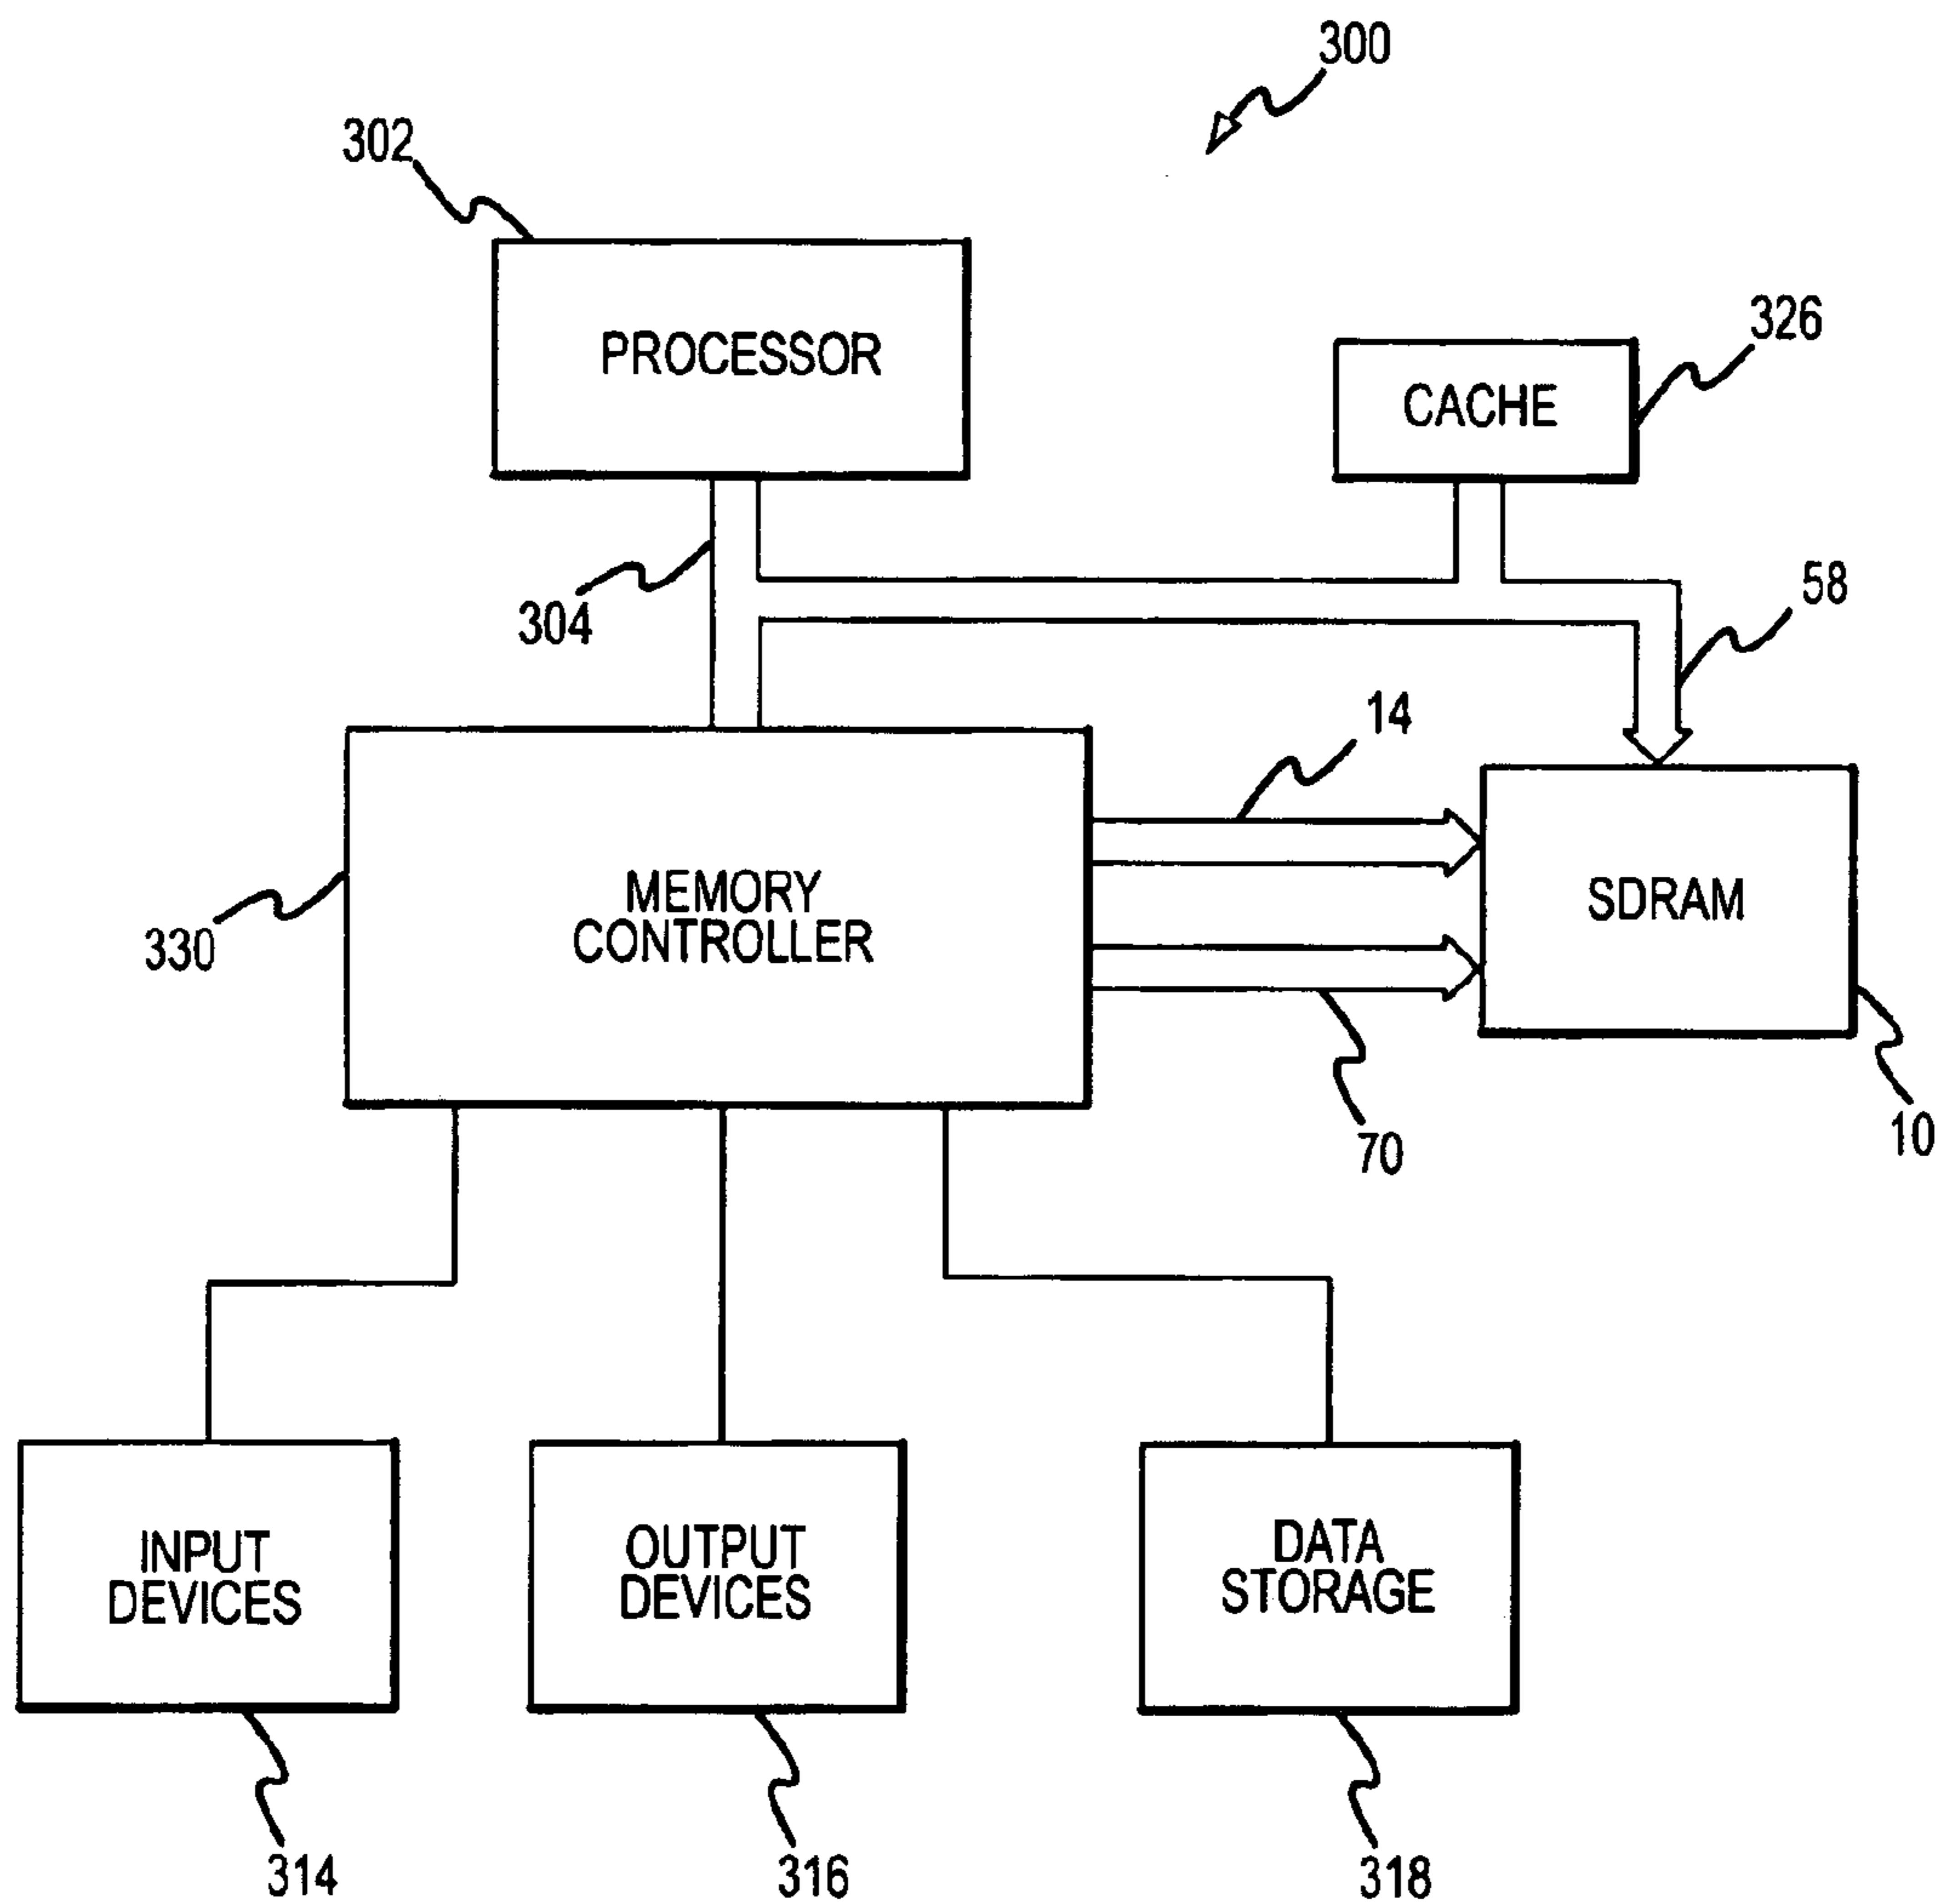 300
302
PROCESSOR
326
CACHE
304
58
14
MEMORY
CONTROLLER
SDRAM
330
70
10
INPUT
DEVICES
OUTPUT
DEVICES
DATA
STORAGE
314
316
318